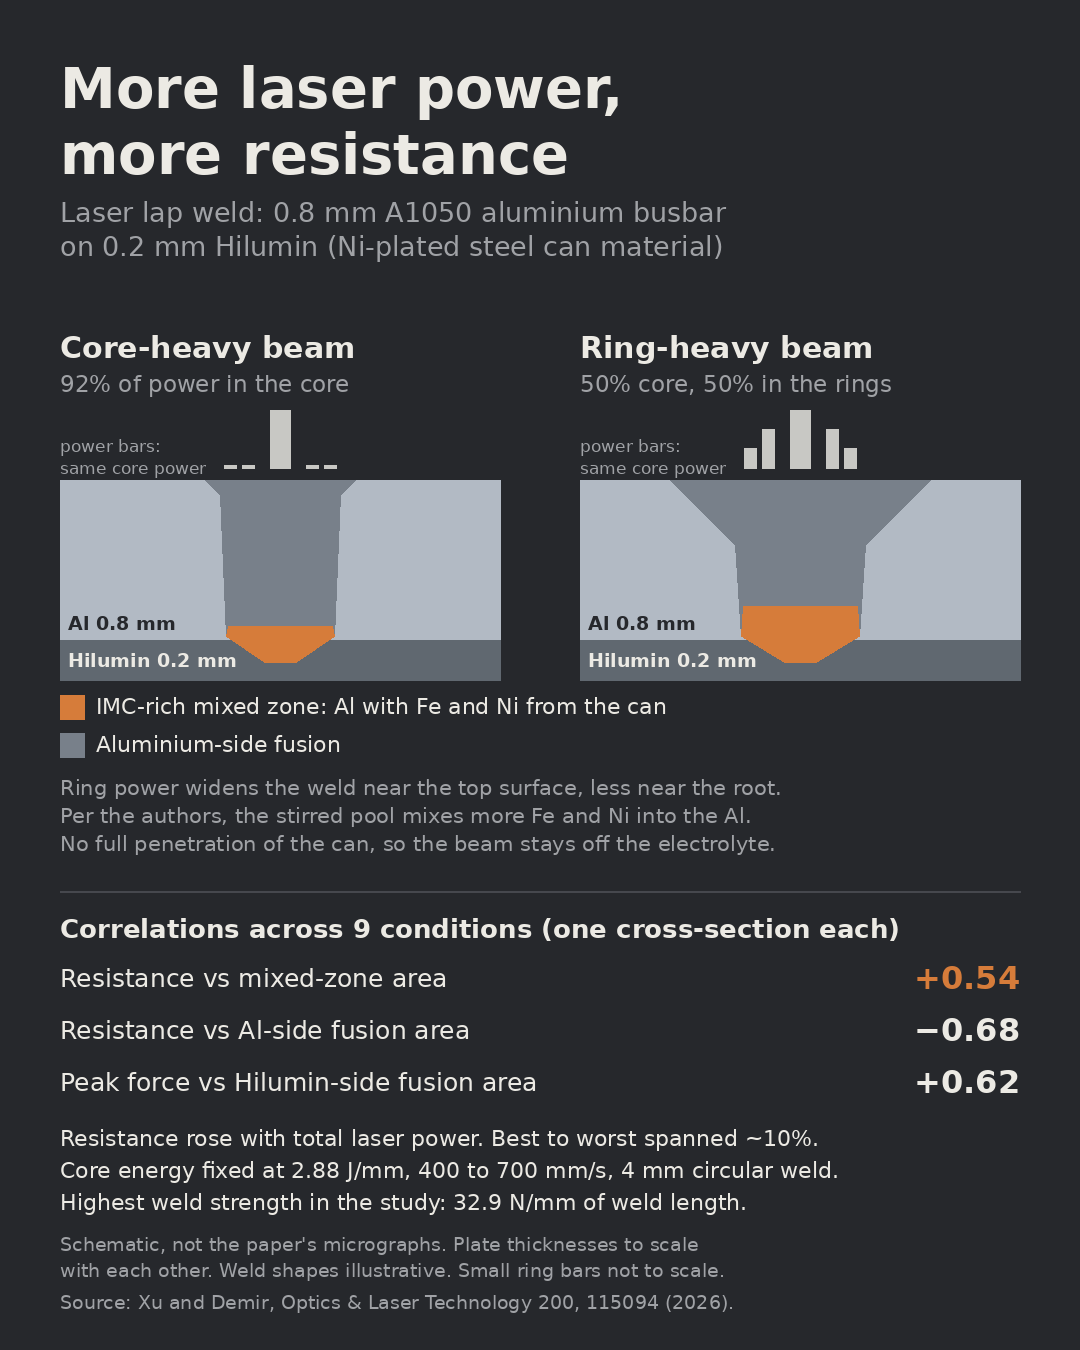 More laser power,
more resistance
Laser lap weld: 0.8 mm A1050 aluminium busbar
on 0.2 mm Hilumin (Ni-plated steel can material)
Core-heavy beam
92% of power in the core
power bars:
same core power
Al 0.8 mm
Hilumin 0.2 mm
Ring-heavy beam
50% core, 50% in the rings
power bars:
same core power
Al 0.8 mm
Hilumin 0.2 mm
IMC-rich mixed zone: Al with Fe and Ni from the can
Aluminium-side fusion
Ring power widens the weld near the top surface, less near the root.
Per the authors, the stirred pool mixes more Fe and Ni into the Al.
No full penetration of the can, so the beam stays off the electrolyte.
Correlations across 9 conditions (one cross-section each)
Resistance vs mixed-zone area +0.54
Resistance vs Al-side fusion area −0.68
Peak force vs Hilumin-side fusion area +0.62
Resistance rose with total laser power. Best to worst spanned ~10%.
Core energy fixed at 2.88 J/mm, 400 to 700 mm/s, 4 mm circular weld.
Highest weld strength in the study: 32.9 N/mm of weld length.
Schematic, not the paper's micrographs. Plate thicknesses to scale
with each other. Weld shapes illustrative. Small ring bars not to scale.
Source: Xu and Demir, Optics & Laser Technology 200, 115094 (2026).